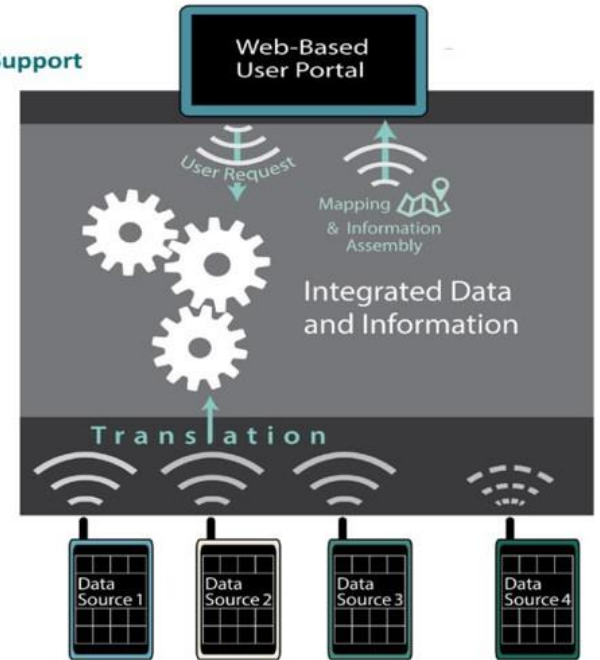 Support
Web-Based
User Portal
User Request
Mapping
& Information
Assembly
Integrated Data
and Information
Translation
Data
Source 1
Data
Source 2
Data
Source 3
Data
Source 4